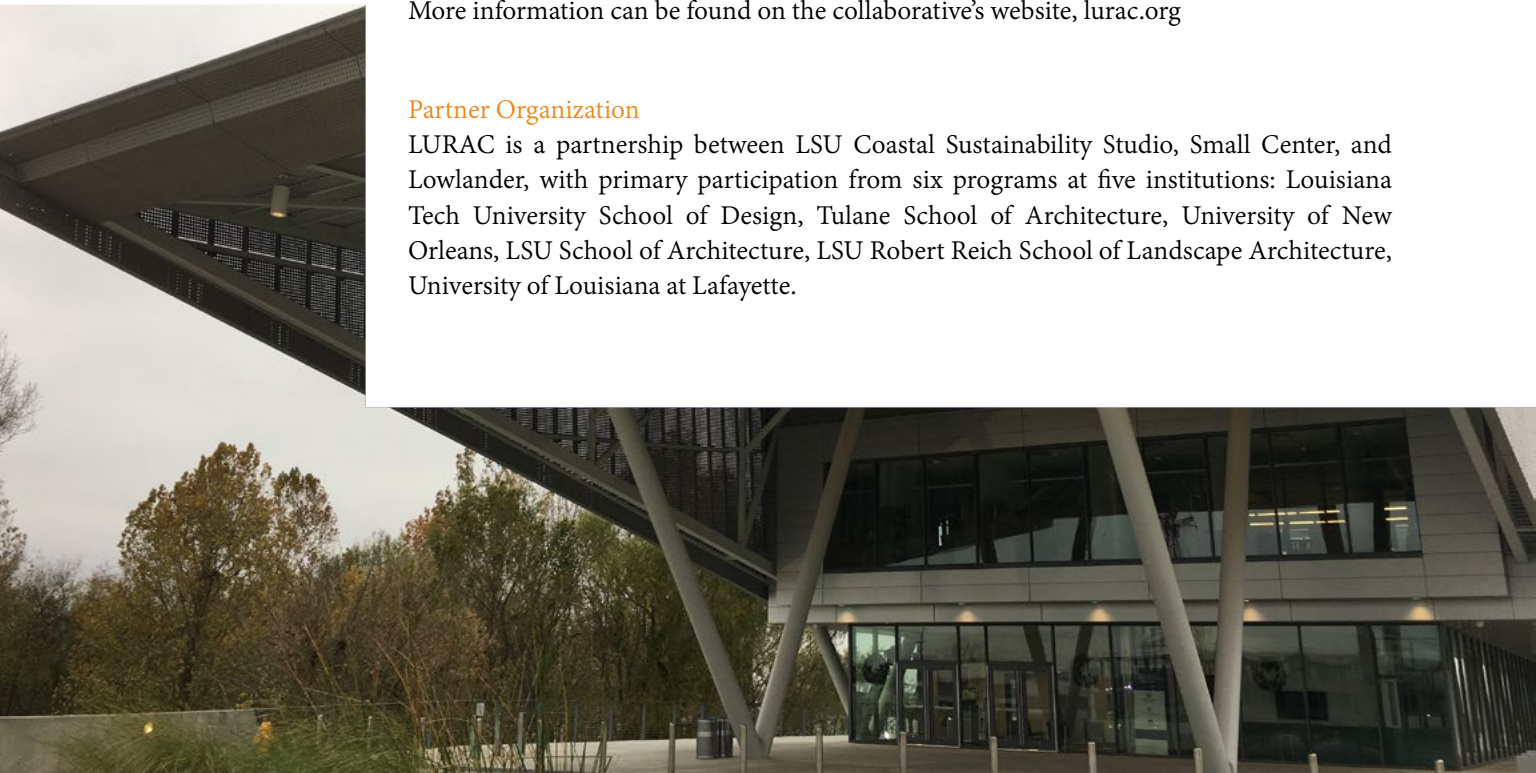 More information can be found on the collaborative’s website, lurac.org
Partner Organization
LURAC is a partnership between LSU Coastal Sustainability Studio, Small Center, and
Lowlander, with primary participation from six programs at five institutions: Louisiana
Tech University School of Design, Tulane School of Architecture, University of New
Orleans, LSU School of Architecture, LSU Robert Reich School of Landscape Architecture,
University of Louisiana at Lafayette.